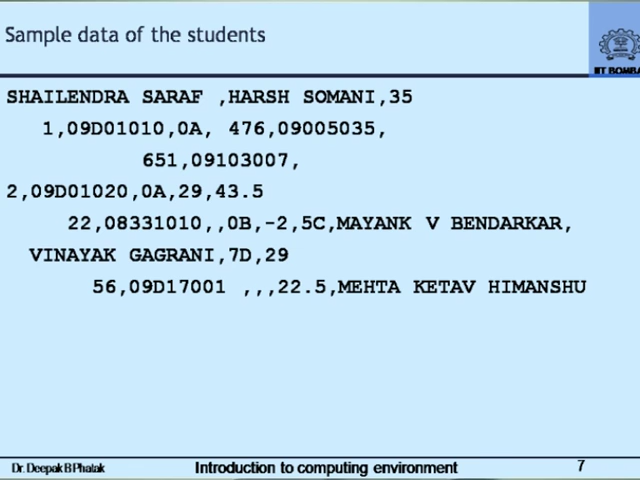 Sample data of the students
IIT BOMBA
SHAILENDRA SARAF ,HARSH SOMANI,35
1,09D01010,0A, 476,09005035,
651,09103007,
2,09D01020,0A,29,43.5
22,08331010,,0B,-2,5C,MAYANK V BENDARKAR,
VINAYAK GAGRANI,7D,29
56,09D17001 ,,,22.5,MEHTA KETAV HIMANSHU
Dr. Deepak B Phatak Introduction to computing environment 7